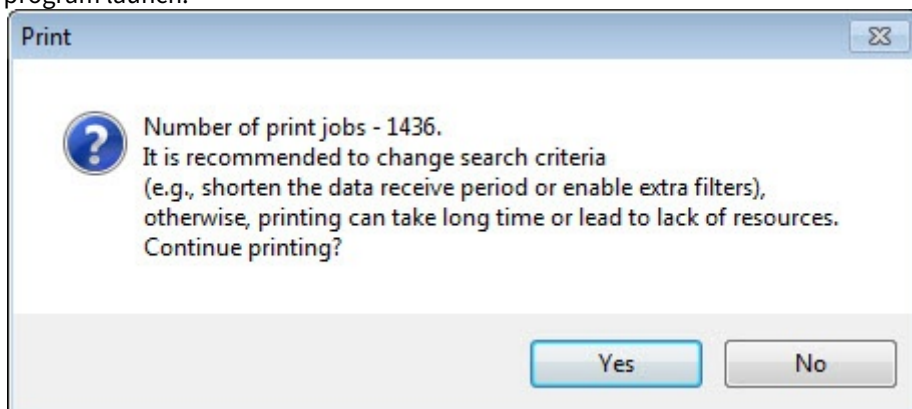 program launch.
Print
Number of print jobs - 1436.
It is recommended to change search criteria
(e.g., shorten the data receive period or enable extra filters),
otherwise, printing can take long time or lead to lack of resources.
Continue printing?
Yes
No